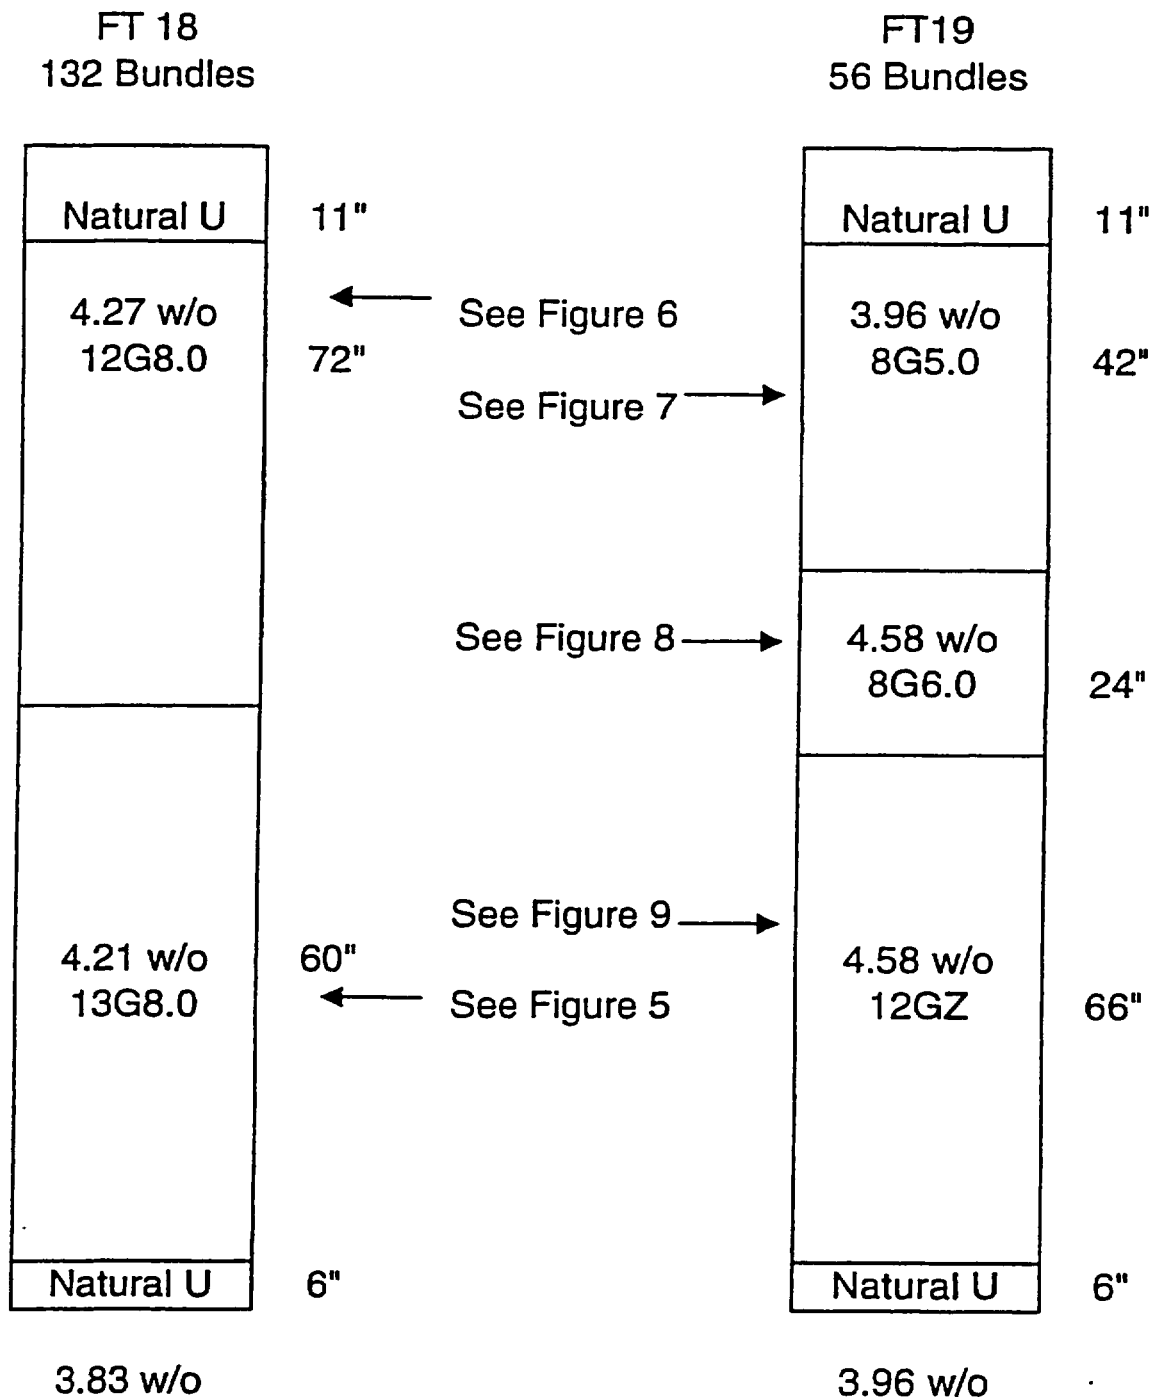 FT 18
132 Bundles
FT19
56 Bundles
Natural U
11"
Natural U
11"
4.27 w/o
12G8.0
72"
See Figure 6
See Figure 7
3.96 w/o
8G5.0
42"
See Figure 8
4.58 w/o
8G6.0
24"
4.21 w/o
13G8.0
60"
See Figure 9
See Figure 5
4.58 w/o
12GZ
66"
Natural U
6"
Natural U
6"
3.83 w/o
3.96 w/o